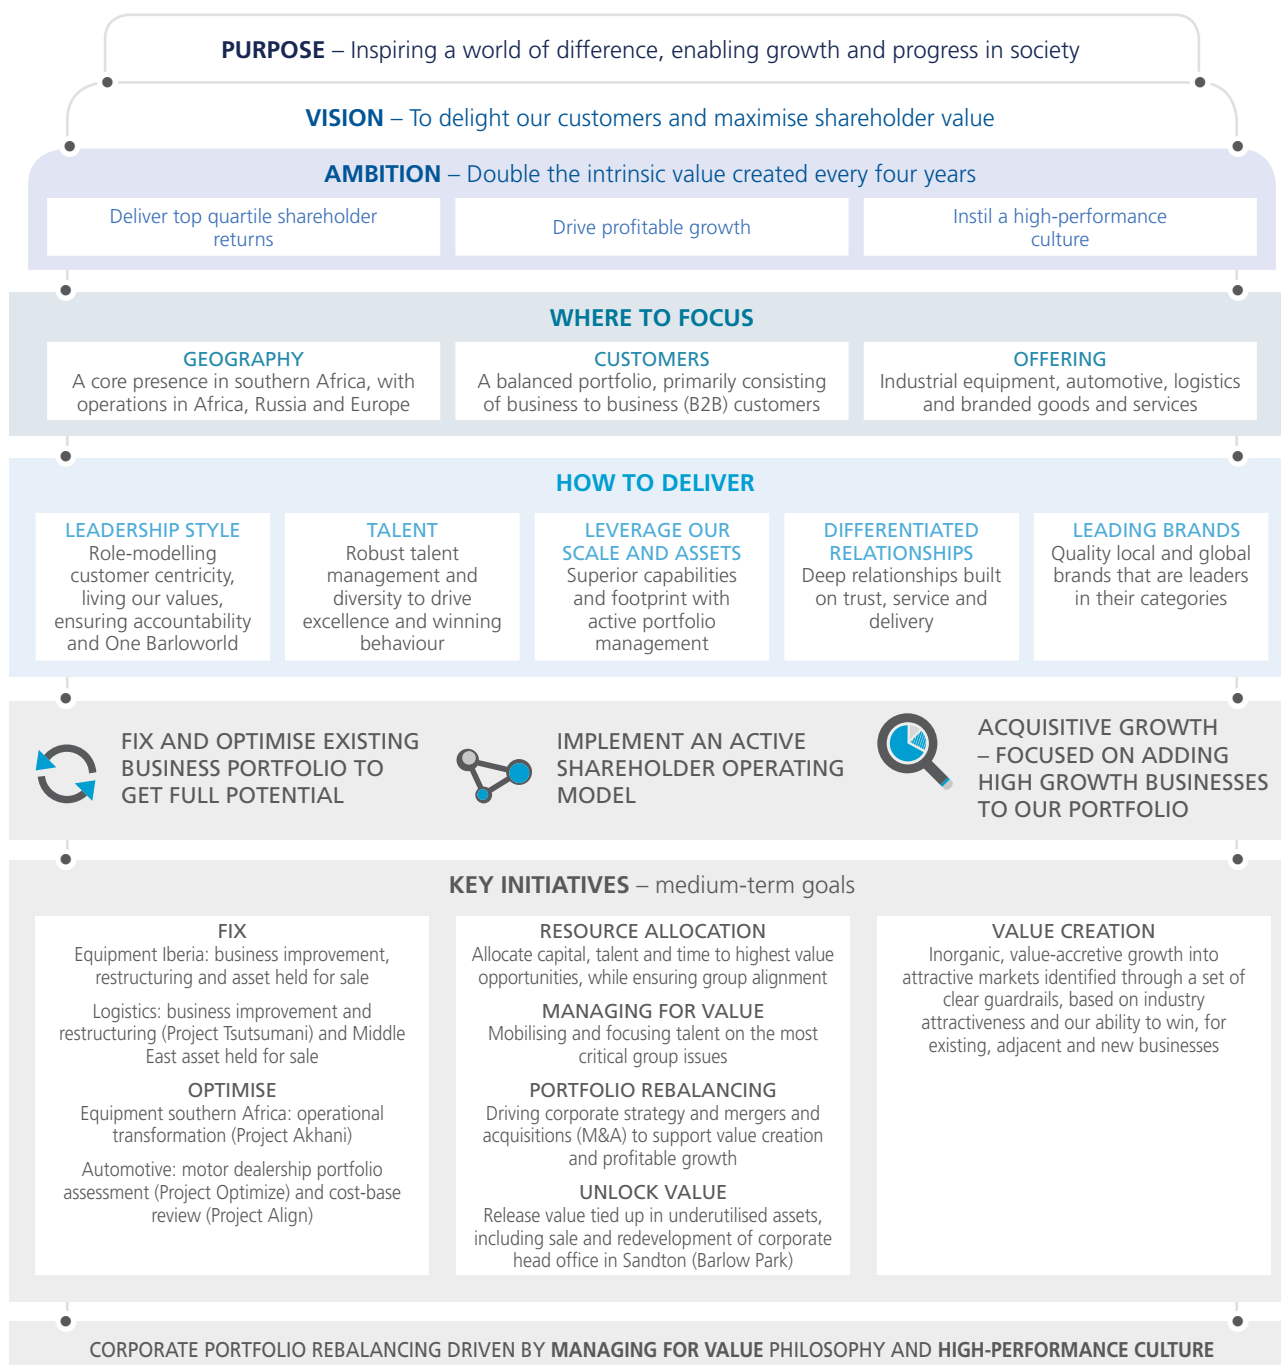 PURPOSE – Inspiring a world of difference, enabling growth and progress in society
VISION – To delight our customers and maximise shareholder value
AMBITION – Double the intrinsic value created every four years
Deliver top quartile shareholder
returns
Drive profitable growth
Instil a high-performance
culture
WHERE TO FOCUS
GEOGRAPHY
A core presence in southern Africa, with
operations in Africa, Russia and Europe
CUSTOMERS
A balanced portfolio, primarily consisting
of business to business (B2B) customers
OFFERING
Industrial equipment, automotive, logistics
and branded goods and services
HOW TO DELIVER
LEADERSHIP STYLE
Role-modelling
customer centricity,
living our values,
ensuring accountability
and One Barloworld
TALENT
Robust talent
management and
diversity to drive
excellence and winning
behaviour
LEVERAGE OUR
SCALE AND ASSETS
Superior capabilities
and footprint with
active portfolio
management
DIFFERENTIATED
RELATIONSHIPS
Deep relationships built
on trust, service and
delivery
LEADING BRANDS
Quality local and global
brands that are leaders
in their categories
FIX AND OPTIMISE EXISTING
BUSINESS PORTFOLIO TO
GET FULL POTENTIAL
IMPLEMENT AN ACTIVE
SHAREHOLDER OPERATING
MODEL
ACQUISITIVE GROWTH
– FOCUSED ON ADDING
HIGH GROWTH BUSINESSES
TO OUR PORTFOLIO
KEY INITIATIVES – medium-term goals
FIX
Equipment Iberia: business improvement,
restructuring and asset held for sale
Logistics: business improvement and
restructuring (Project Tsutsumani) and Middle
East asset held for sale
OPTIMISE
Equipment southern Africa: operational
transformation (Project Akhani)
Automotive: motor dealership portfolio
assessment (Project Optimize) and cost-base
review (Project Align)
RESOURCE ALLOCATION
Allocate capital, talent and time to highest value
opportunities, while ensuring group alignment
MANAGING FOR VALUE
Mobilising and focusing talent on the most
critical group issues
PORTFOLIO REBALANCING
Driving corporate strategy and mergers and
acquisitions (M&A) to support value creation
and profitable growth
UNLOCK VALUE
Release value tied up in underutilised assets,
including sale and redevelopment of corporate
head office in Sandton (Barlow Park)
VALUE CREATION
Inorganic, value-accretive growth into
attractive markets identified through a set of
clear guardrails, based on industry
attractiveness and our ability to win, for
existing, adjacent and new businesses
CORPORATE PORTFOLIO REBALANCING DRIVEN BY MANAGING FOR VALUE PHILOSOPHY AND HIGH-PERFORMANCE CULTURE